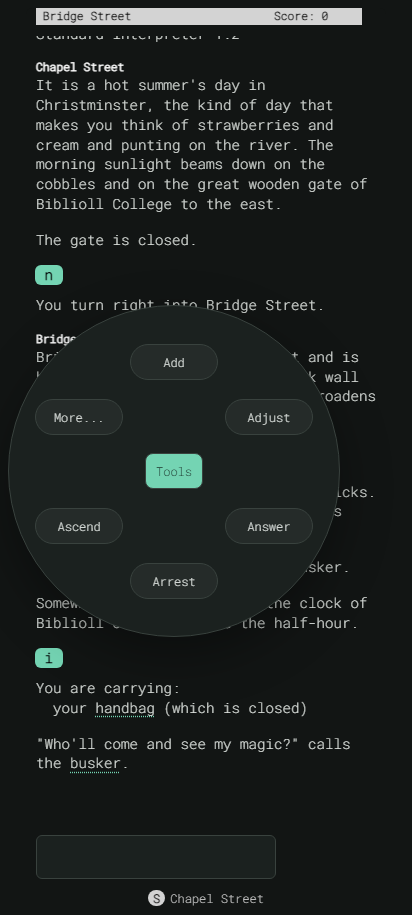 Bridge Street Score: 0
Standard interpreter 1.2
Chapel Street
It is a hot summer's day in
Christminster, the kind of day that
makes you think of strawberries and
cream and punting on the river. The
morning sunlight beams down on the
cobbles and on the great wooden gate of
Biblioll College to the east.
The gate is closed.
n
You turn right into Bridge Street.
Bridge
Bri t and is
k wall
roadens
icks.
s
sker.
Somew the clock of
Biblioll the half-hour.
Add
More... Adjust
Tools
Ascend Answer
Arrest
i
You are carrying:
your handbag (which is closed)
"Who'll come and see my magic?" calls
the busker.
S Chapel Street